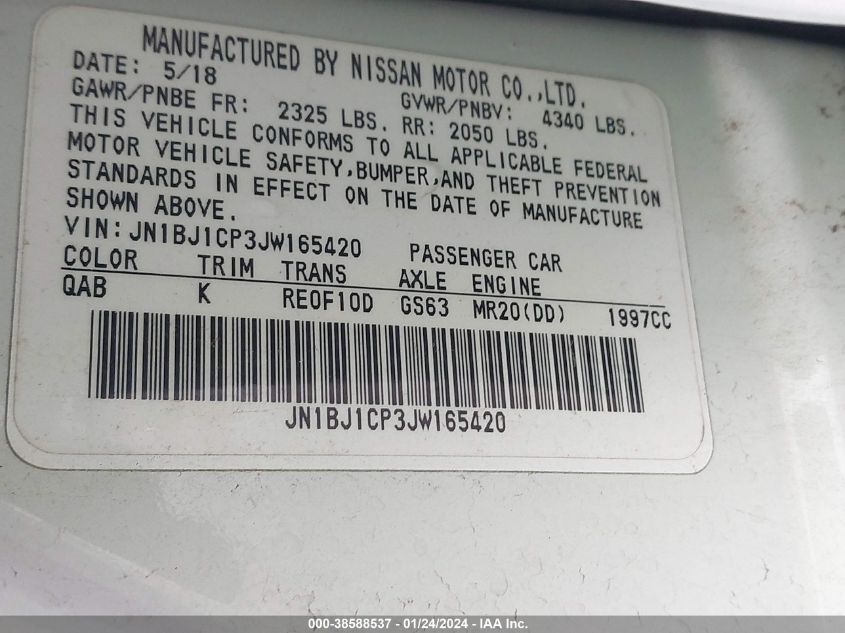 MANUFACTURED BY NISSAN MOTOR CO.,LTD.
DATE: 5/18 GVWR/PNBV: 4340 LBS.
GAWR/PNBE FR: 2325 LBS. RR: 2050 LBS.
THIS VEHICLE CONFORMS TO ALL APPLICABLE FEDERAL
MOTOR VEHICLE SAFETY,BUMPER,AND THEFT PREVENTION
STANDARDS IN EFFECT ON THE DATE OF MANUFACTURE
SHOWN ABOVE.
VIN:JN1BJ1CP3JW165420 PASSENGER CAR
COLOR TRIM TRANS AXLE ENGINE
QAB K RE0F10D GS63 MR20(DD) 1997CC
JN1BJ1CP3JW165420
000-38588537 - 01/24/2024 - IAA Inc.